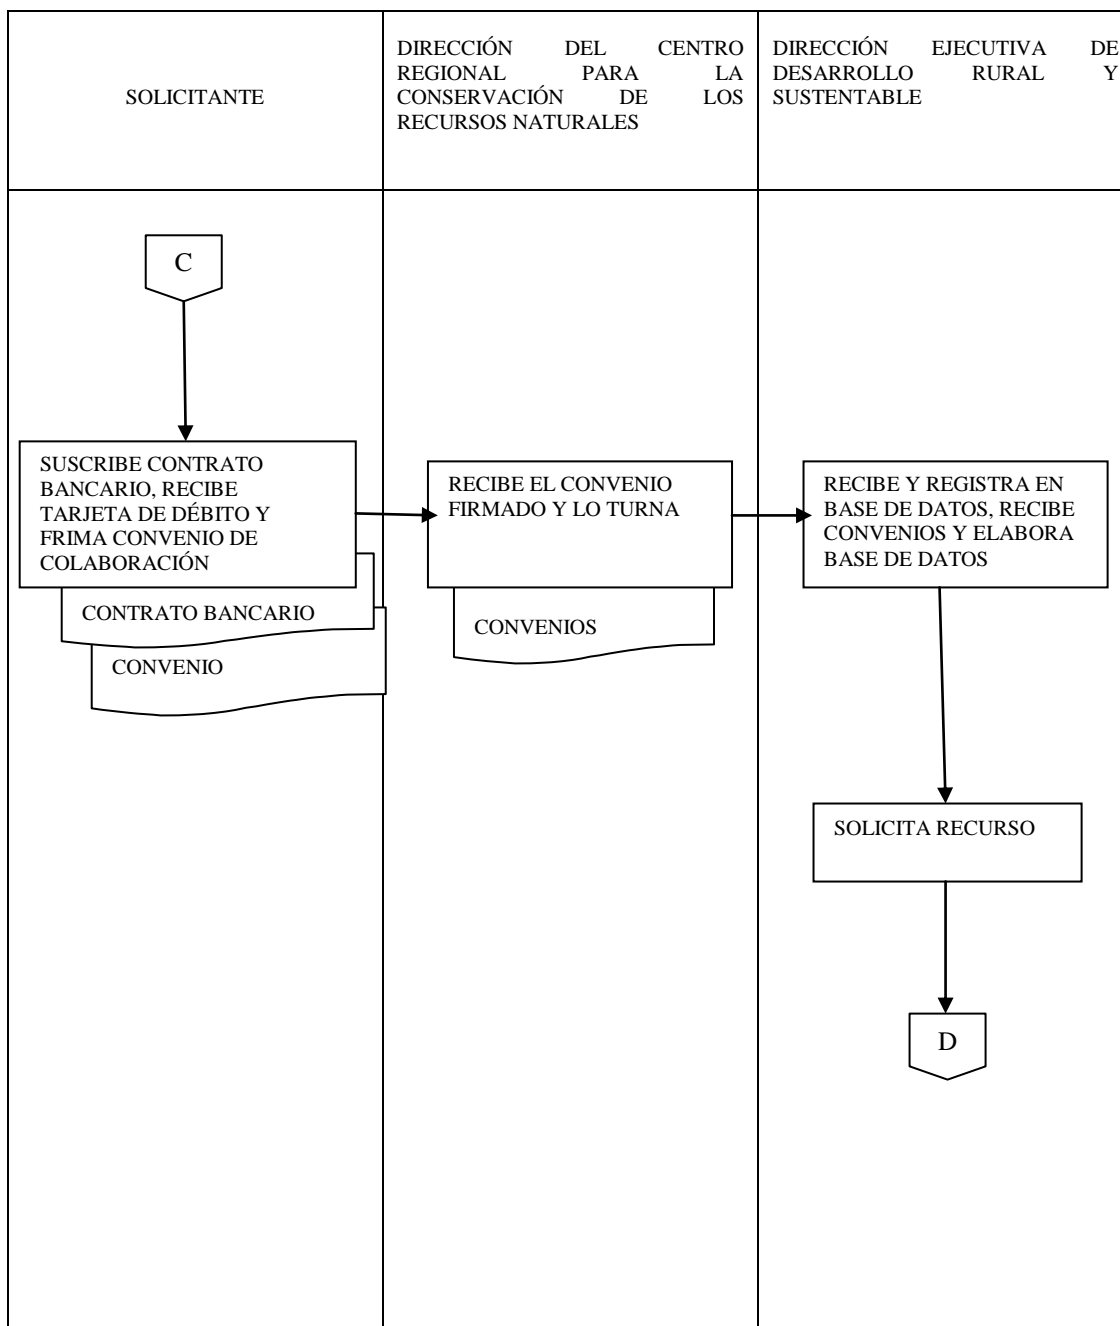 SOLICITANTE
DIRECCIÓN DEL CENTRO
REGIONAL PARA LA
CONSERVACIÓN DE LOS
RECURSOS NATURALES
DIRECCIÓN EJECUTIVA DE
DESARROLLO RURAL Y
SUSTENTABLE
C
SUSCRIBE CONTRATO
BANCARIO, RECIBE
TARJETA DE DÉBITO Y
FRIMA CONVENIO DE
COLABORACIÓN
CONTRATO BANCARIO
CONVENIO
RECIBE EL CONVENIO
FIRMADO Y LO TURNA
CONVENIOS
RECIBE Y REGISTRA EN
BASE DE DATOS, RECIBE
CONVENIOS Y ELABORA
BASE DE DATOS
SOLICITA RECURSO
D